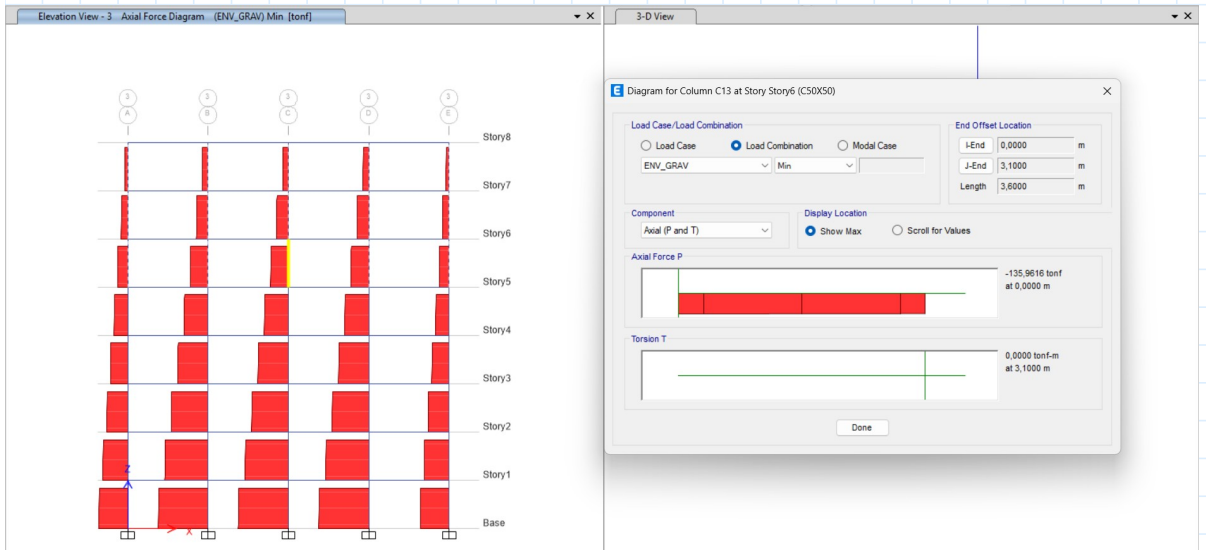 Elevation View - 3 Axial Force Diagram (ENV_GRAV) Min [tonf]
3 3 3 3 3
A B C D E
Story8
Story7
Story6
Story5
Story4
Story3
Story2
Story1
Base
Z
X
3-D View
E Diagram for Column C13 at Story Story6 (C50X50)
Load Case/Load Combination
Load Case Load Combination Modal Case
ENV_GRAV Min
End Offset Location
I-End 0,0000 m
J-End 3,1000 m
Length 3,6000 m
Component
Axial (P and T)
Display Location
Show Max Scroll for Values
Axial Force P
-135,9616 tonf
at 0,0000 m
Torsion T
0,0000 tonf-m
at 3,1000 m
Done